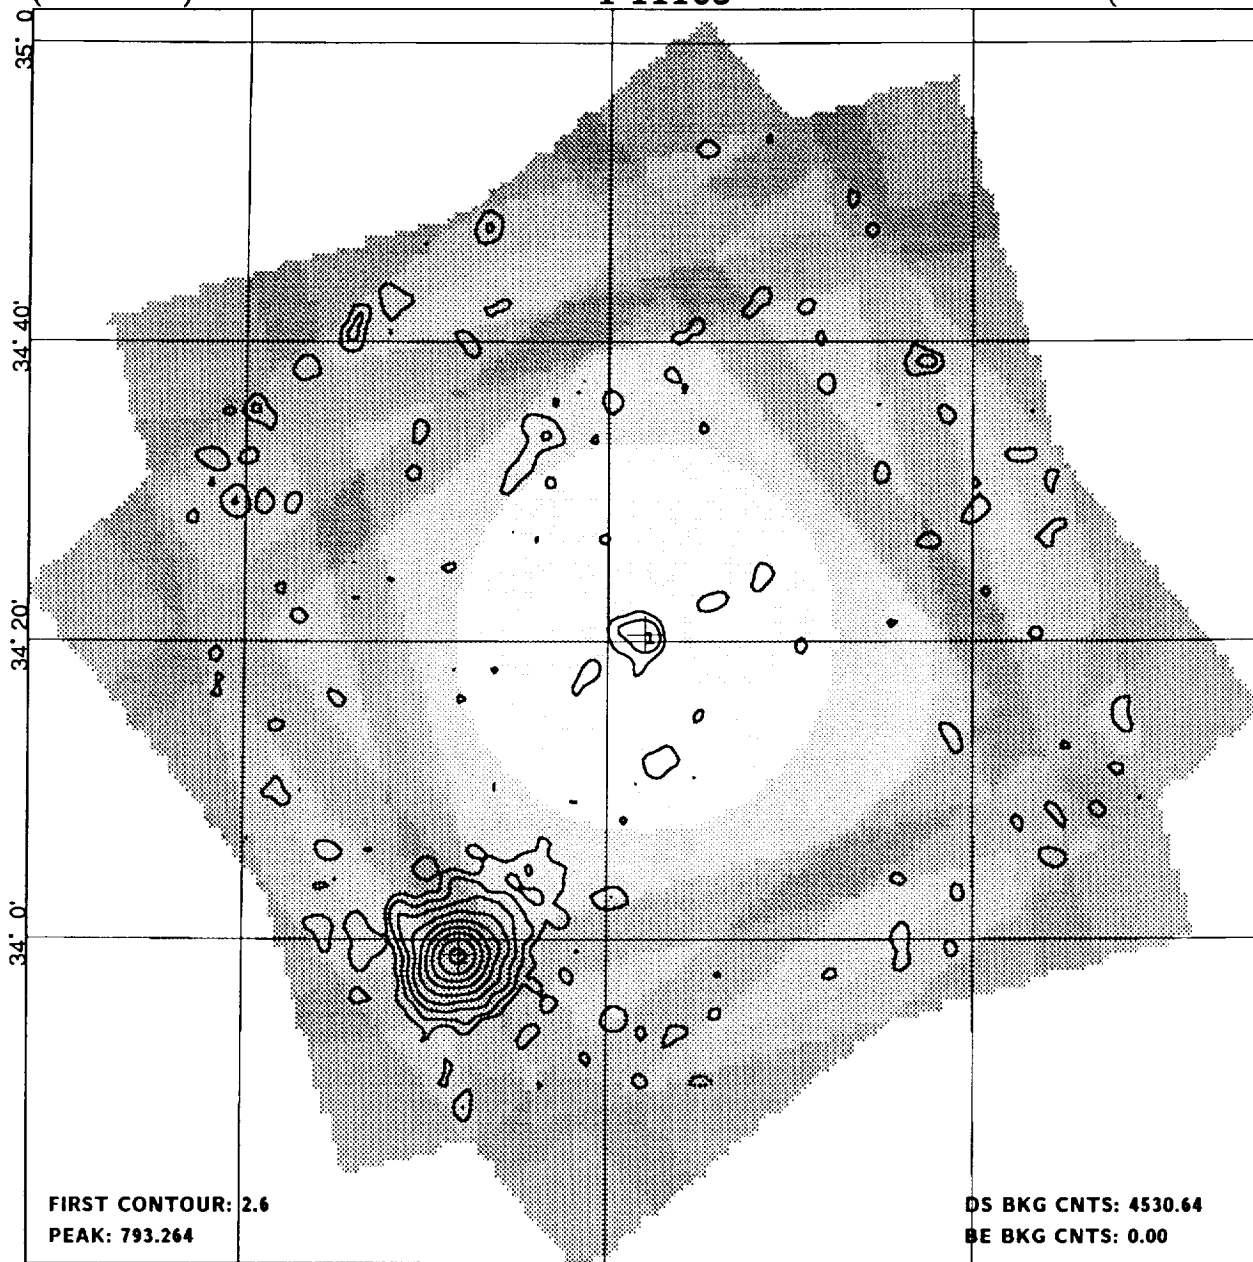 35° 0
34° 40'
34° 20'
34° 0'
1
FIRST CONTOUR: 2.6
PEAK: 793.264
DS BKG CNTS: 4530.64
BE BKG CNTS: 0.00